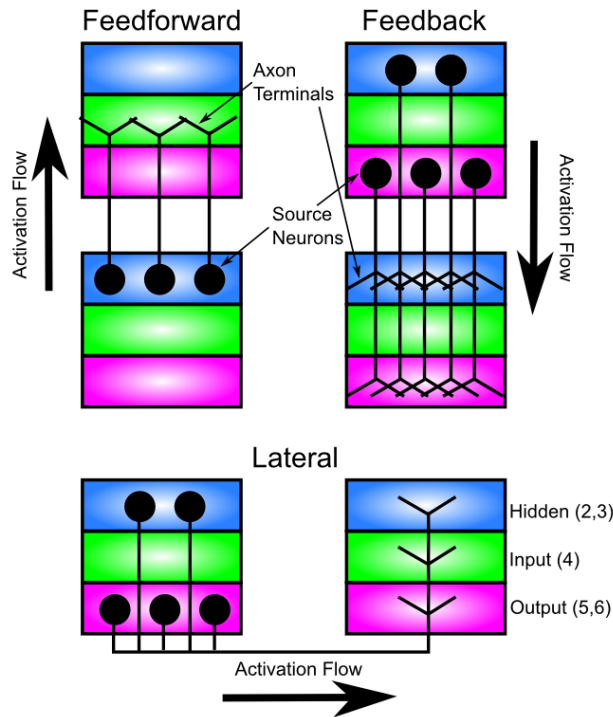 Feedforward
Feedback
Axon
Terminals
Activation Flow
Activation Flow
Source
Neurons
Lateral
Hidden (2,3)
Input (4)
Output (5,6)
Activation Flow